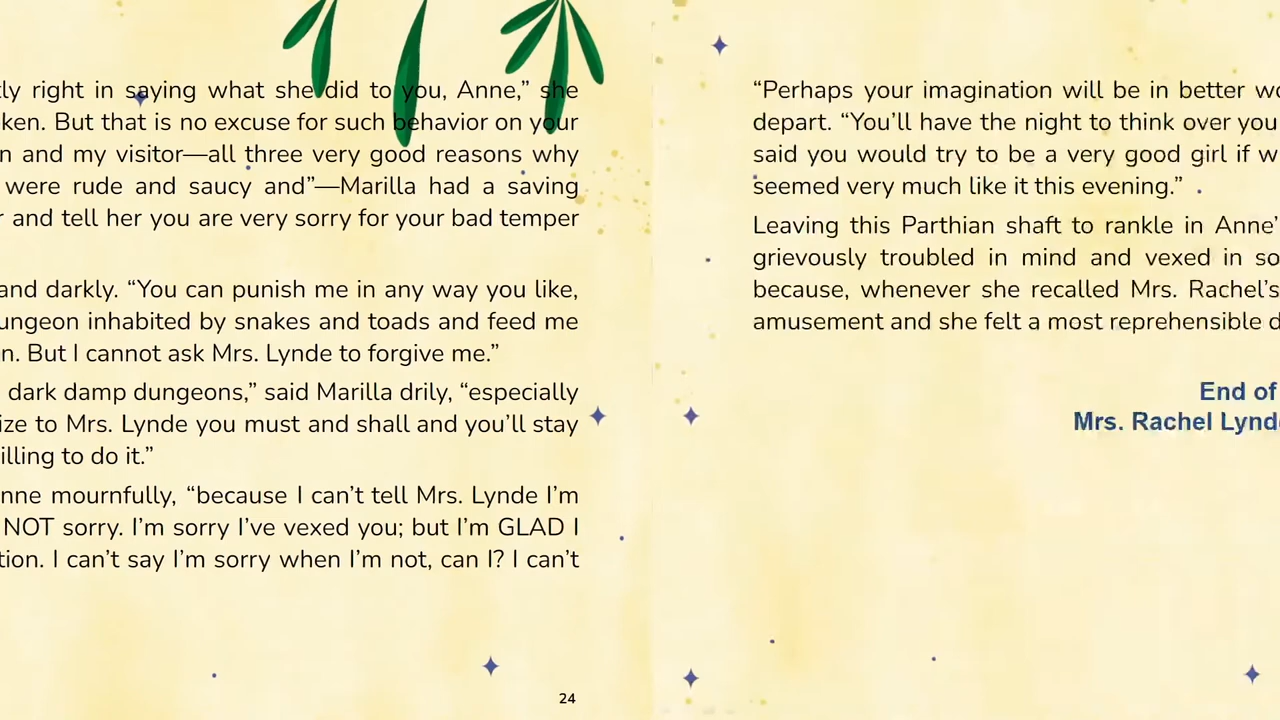 tly right in saying what she did to you, Anne,” she
ken. But that is no excuse for such behavior on your
n and my visitor—all three very good reasons why
were rude and saucy and”—Marilla had a saving
r and tell her you are very sorry for your bad temper
and darkly. “You can punish me in any way you like,
ungeon inhabited by snakes and toads and feed me
n. But I cannot ask Mrs. Lynde to forgive me.”
dark damp dungeons,” said Marilla drily, “especially
ize to Mrs. Lynde you must and shall and you’ll stay
illing to do it.”
nne mournfully, “because I can’t tell Mrs. Lynde I’m
NOT sorry. I’m sorry I’ve vexed you; but I’m GLAD I
tion. I can’t say I’m sorry when I’m not, can I? I can’t
24
“Perhaps your imagination will be in better wo
depart. “You’ll have the night to think over you
said you would try to be a very good girl if w
seemed very much like it this evening.”
Leaving this Parthian shaft to rankle in Anne’
grievously troubled in mind and vexed in so
because, whenever she recalled Mrs. Rachel’s
amusement and she felt a most reprehensible d
End of
Mrs. Rachel Lynd